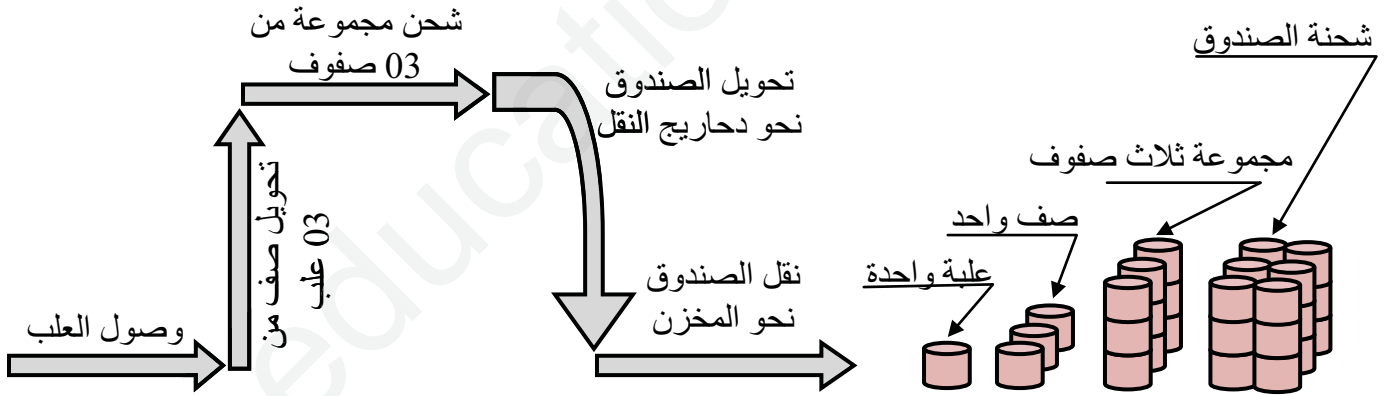 شحن مجموعة من
03 صفوف
تحويل الصندوق
نحو دحاريج النقل
تحويل صف من
03 علب
وصول العلب
نقل الصندوق
نحو المخزن
شحنة الصندوق
مجموعة ثلاث صفوف
صف واحد
علبة واحدة
educatio